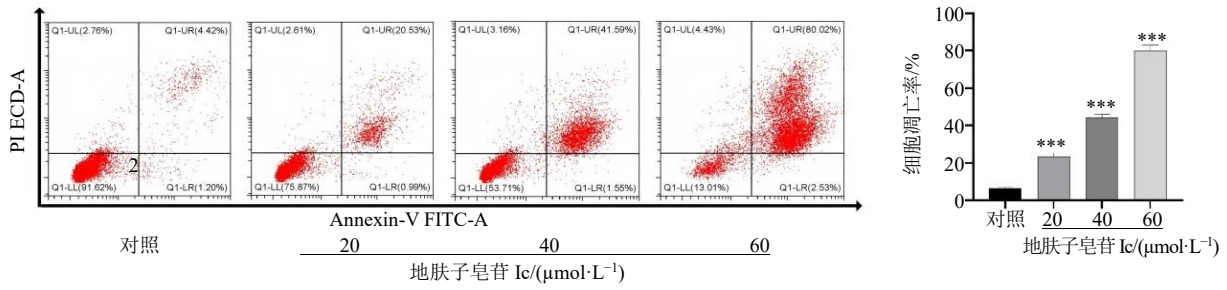 Q1-UL(2.76%) Q1-UR(4.42%) Q1-UL(2.61%) Q1-UR(20.53%) Q1-UL(3.16%) Q1-UR(41.59%) Q1-UL(4.43%) Q1-UR(80.02%)
PI ECD-A
2
Q1-LL(91.62%) Q1-LR(1.20%) Q1-LL(75.87%) Q1-LR(0.99%) Q1-LL(53.71%) Q1-LR(1.55%) Q1-LL(13.01%) Q1-LR(2.53%)
Annexin-V FITC-A
对照 20 40 60
地肤子皂苷 Ic/(μmol·L⁻¹)
细胞凋亡率/%
100
80
60
40
20
0
***
***
***
对照 20 40 60
地肤子皂苷 Ic/(μmol·L⁻¹)